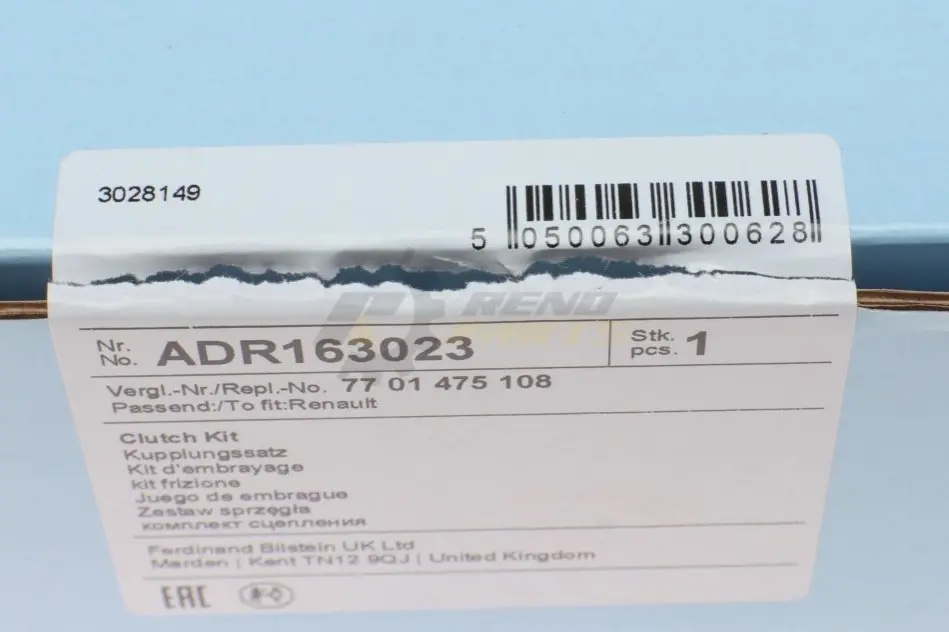 3028149
5 050063 300628
REND
PARTS
Nr.
No. ADR163023
Stk.
pcs. 1
Vergl.-Nr./Repl.-No. 77 01 475 108
Passend:/To fit:Renault
Clutch Kit
Kupplungssatz
Kit d'embrayage
kit frizione
Juego de embrague
Zestaw sprzęgła
комплект сцепления
Ferdinand Bilstein UK Ltd
Marden | Kent TN12 9QJ | United Kingdom
EAC